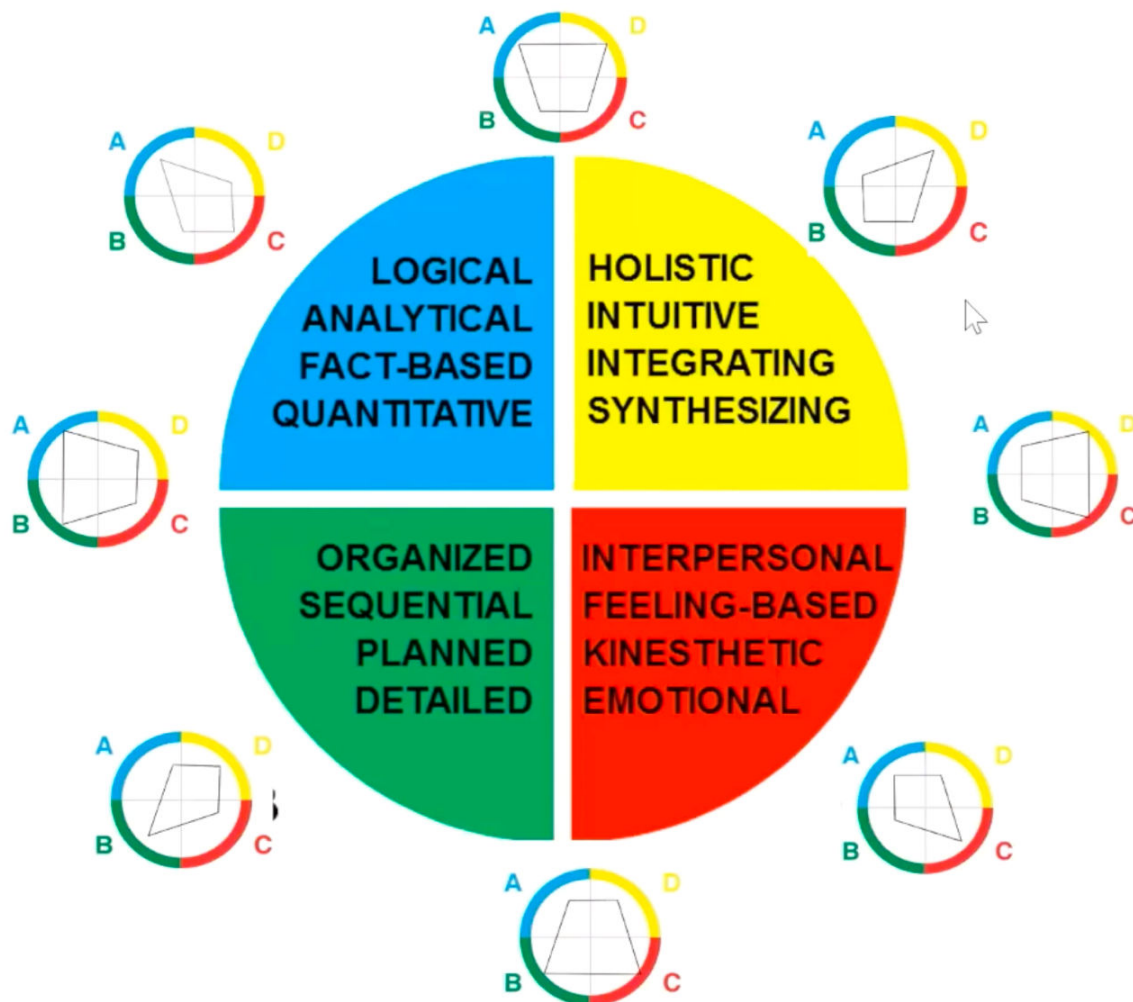 A D
B C
A D
B C
A D
B C
LOGICAL
ANALYTICAL
FACT-BASED
QUANTITATIVE
HOLISTIC
INTUITIVE
INTEGRATING
SYNTHESIZING
A D
B C
A D
B C
ORGANIZED
SEQUENTIAL
PLANNED
DETAILED
INTERPERSONAL
FEELING-BASED
KINESTHETIC
EMOTIONAL
A D
B C
A D
B C
A D
B C